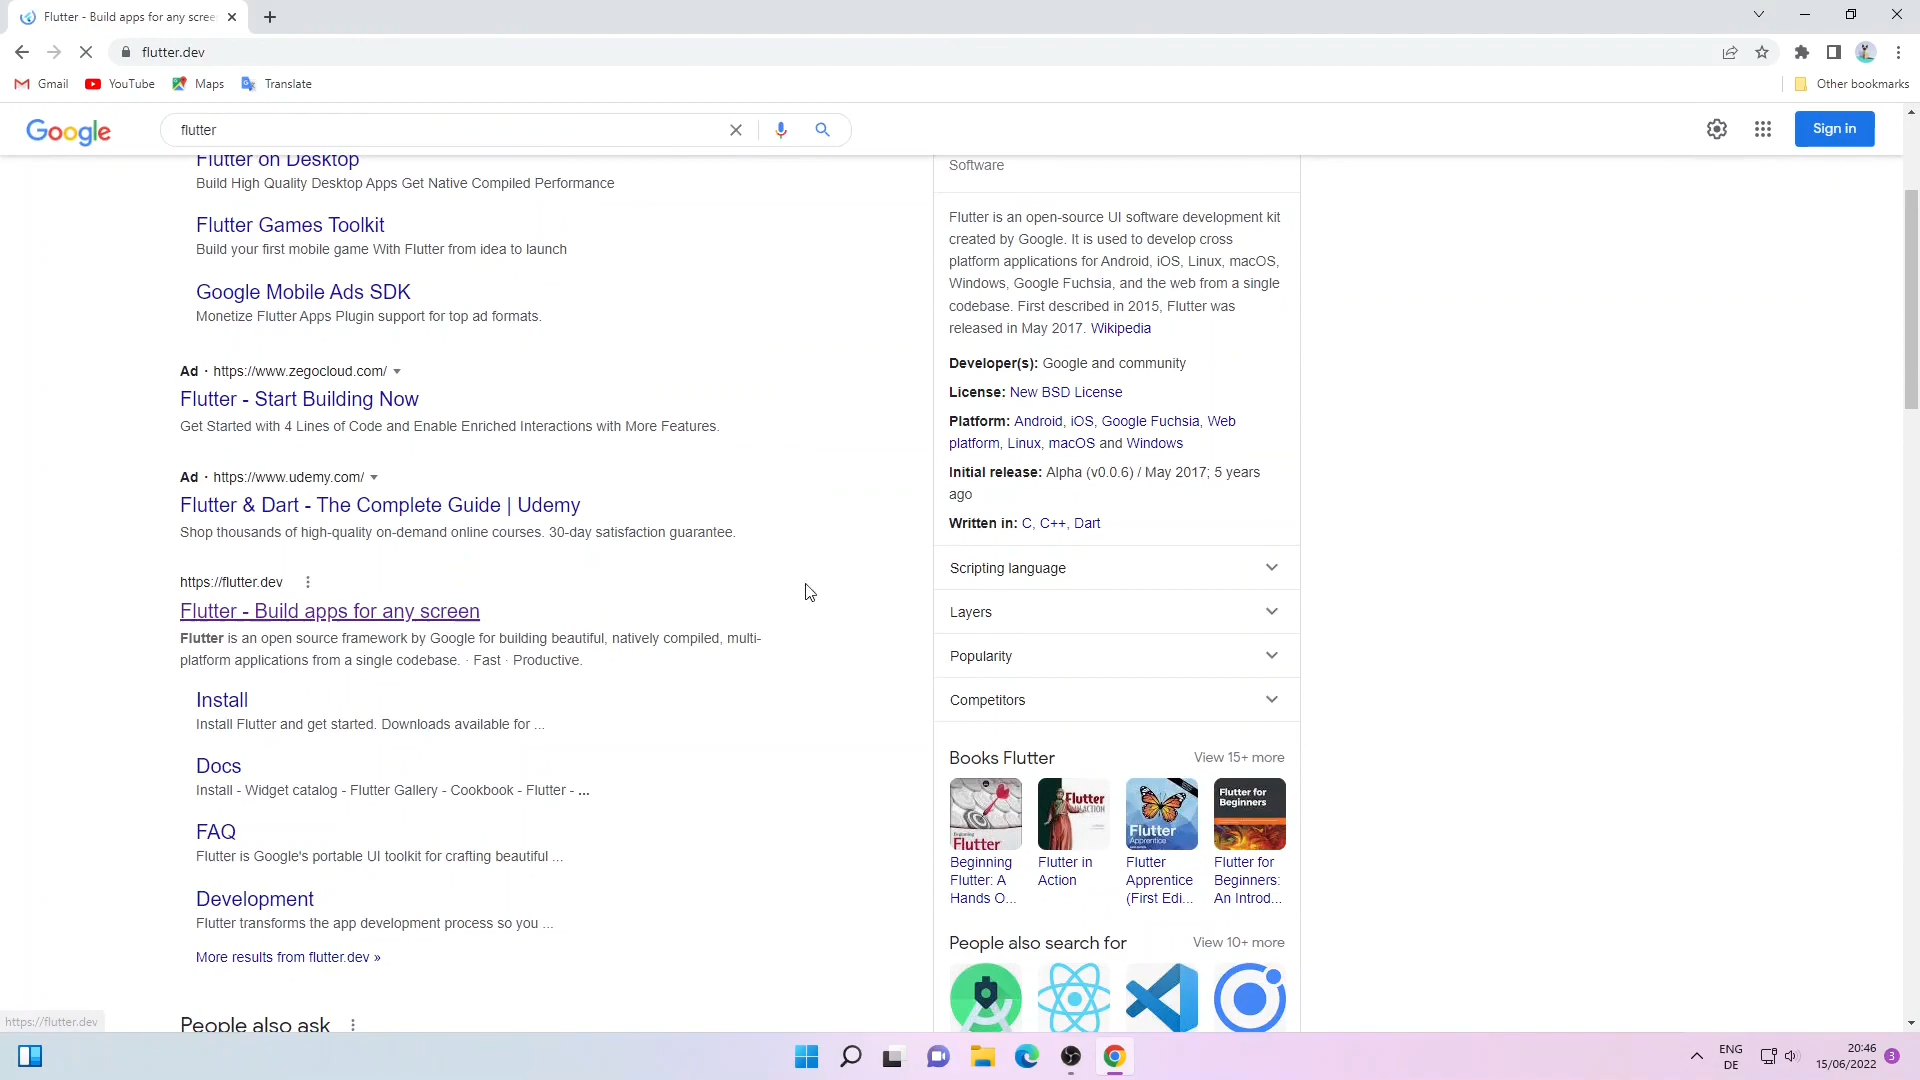 Flutter - Build apps for any scree
flutter.dev
Gmail
YouTube
Maps
Translate
Other bookmarks
Google
flutter
Sign in
Flutter on Desktop
Build High Quality Desktop Apps Get Native Compiled Performance
Flutter Games Toolkit
Build your first mobile game With Flutter from idea to launch
Google Mobile Ads SDK
Monetize Flutter Apps Plugin support for top ad formats.
Ad · https://www.zegocloud.com/
Flutter - Start Building Now
Get Started with 4 Lines of Code and Enable Enriched Interactions with More Features.
Ad · https://www.udemy.com/
Flutter & Dart - The Complete Guide | Udemy
Shop thousands of high-quality on-demand online courses. 30-day satisfaction guarantee.
https://flutter.dev
Flutter - Build apps for any screen
Flutter is an open source framework by Google for building beautiful, natively compiled, multi-
platform applications from a single codebase. · Fast · Productive.
Install
Install Flutter and get started. Downloads available for ...
Docs
Install - Widget catalog - Flutter Gallery - Cookbook - Flutter - ...
FAQ
Flutter is Google's portable UI toolkit for crafting beautiful ...
Development
Flutter transforms the app development process so you ...
More results from flutter.dev »
People also ask
Software
Flutter is an open-source UI software development kit
created by Google. It is used to develop cross
platform applications for Android, iOS, Linux, macOS,
Windows, Google Fuchsia, and the web from a single
codebase. First described in 2015, Flutter was
released in May 2017. Wikipedia
Developer(s): Google and community
License: New BSD License
Platform: Android, iOS, Google Fuchsia, Web
platform, Linux, macOS and Windows
Initial release: Alpha (v0.0.6) / May 2017; 5 years
ago
Written in: C, C++, Dart
Scripting language
Layers
Popularity
Competitors
Books Flutter
View 15+ more
Flutter
Flutter
IN ACTION
Flutter
Apprentice
Flutter for
Beginners
Beginning
Flutter: A
Hands O...
Flutter in
Action
Flutter
Apprentice
(First Edi...
Flutter for
Beginners:
An Introd...
People also search for
View 10+ more
https://flutter.dev
ENG
DE
20:46
15/06/2022
3